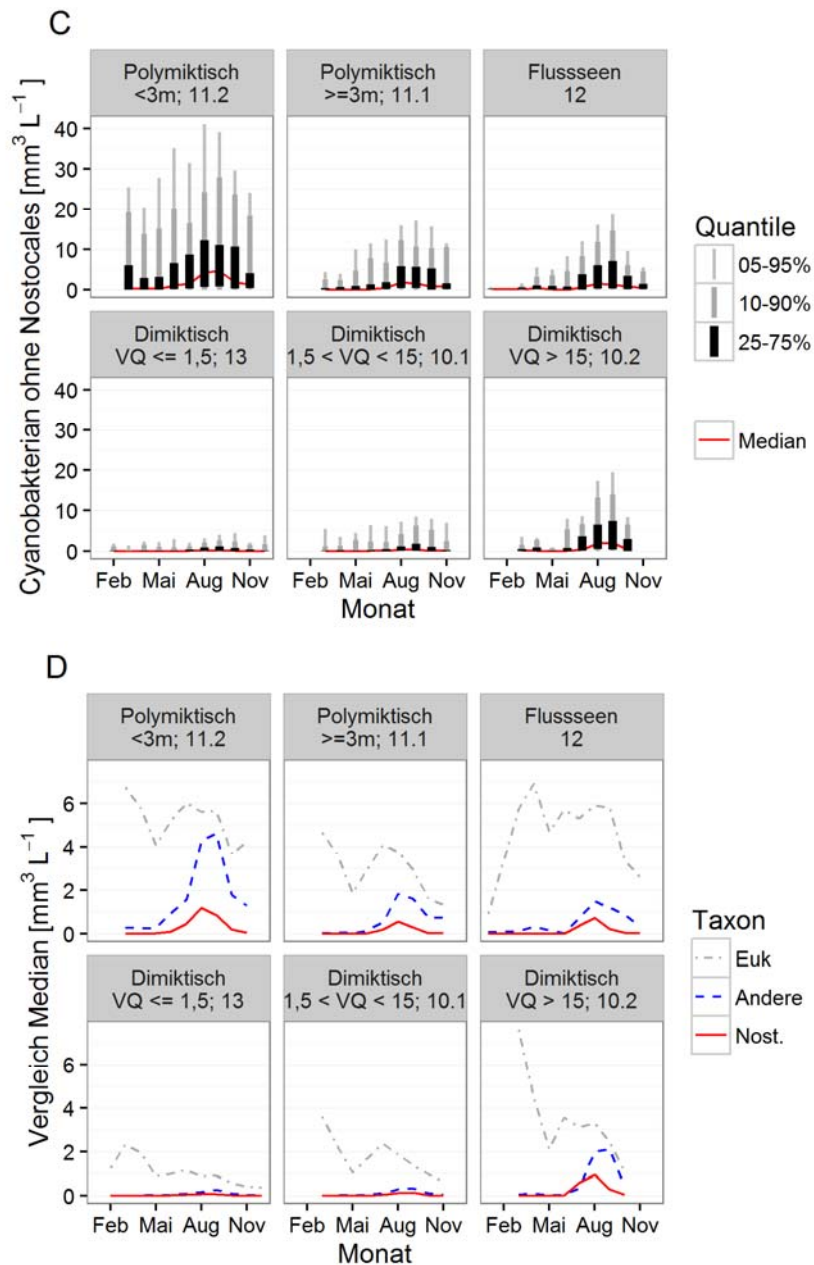 C
Cyanobakterian ohne Nostocales [mm³ L⁻¹ ]
Polymiktisch
<3m; 11.2
Polymiktisch
>=3m; 11.1
Flussseen
12
40
30
20
10
0
Dimiktisch
VQ <= 1,5; 13
Dimiktisch
1,5 < VQ < 15; 10.1
Dimiktisch
VQ > 15; 10.2
40
30
20
10
0
Feb Mai Aug Nov
Feb Mai Aug Nov
Feb Mai Aug Nov
Monat
Quantile
05-95%
10-90%
25-75%
Median
D
Vergleich Median [mm³ L⁻¹ ]
Polymiktisch
<3m; 11.2
Polymiktisch
>=3m; 11.1
Flussseen
12
6
4
2
0
Dimiktisch
VQ <= 1,5; 13
Dimiktisch
1,5 < VQ < 15; 10.1
Dimiktisch
VQ > 15; 10.2
6
4
2
0
Feb Mai Aug Nov
Feb Mai Aug Nov
Feb Mai Aug Nov
Monat
Taxon
Euk
Andere
Nost.